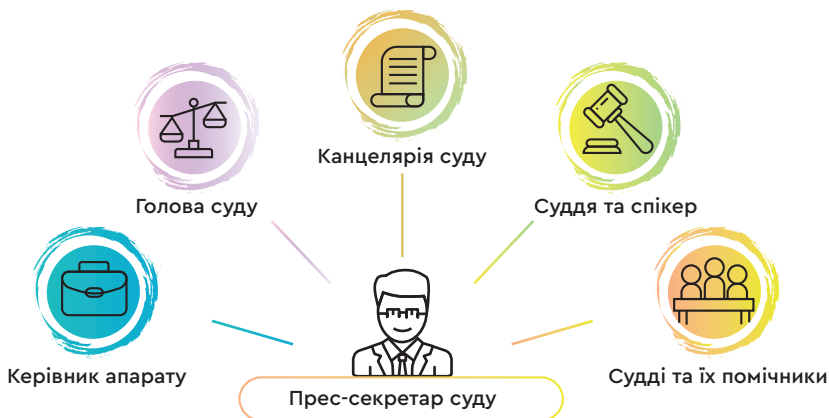 Канцелярія суду
Голова суду
Суддя та спікер
Керівник апарату
Судді та їх помічники
Прес-секретар суду